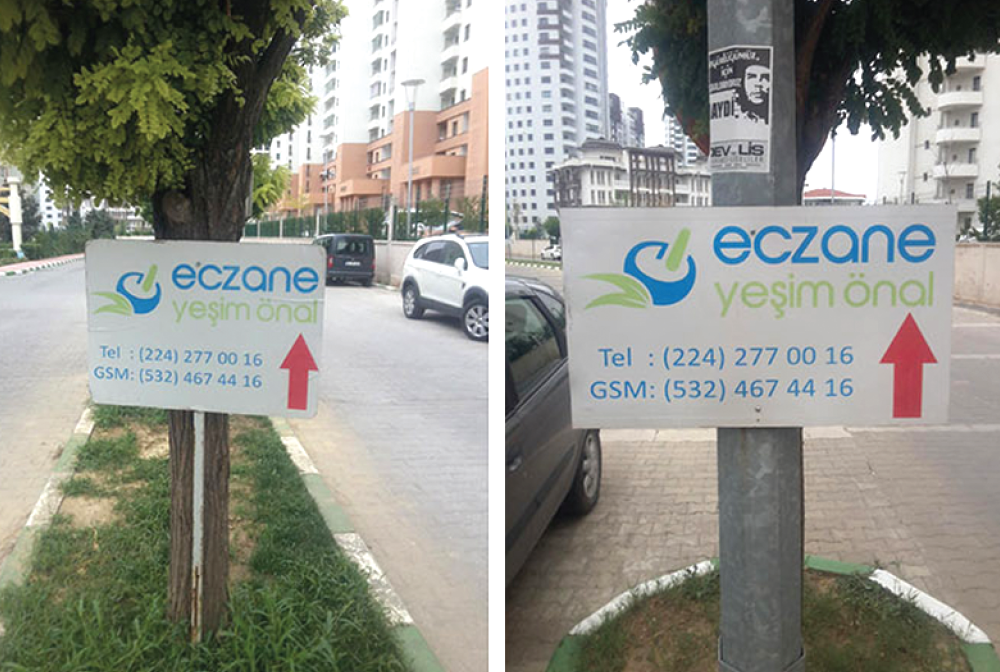 eczane
yeşim önal
Tel : (224) 277 00 16
GSM: (532) 467 44 16
İÇİN
AYDI
DEV LİS
eczane
yeşim önal
Tel : (224) 277 00 16
GSM: (532) 467 44 16